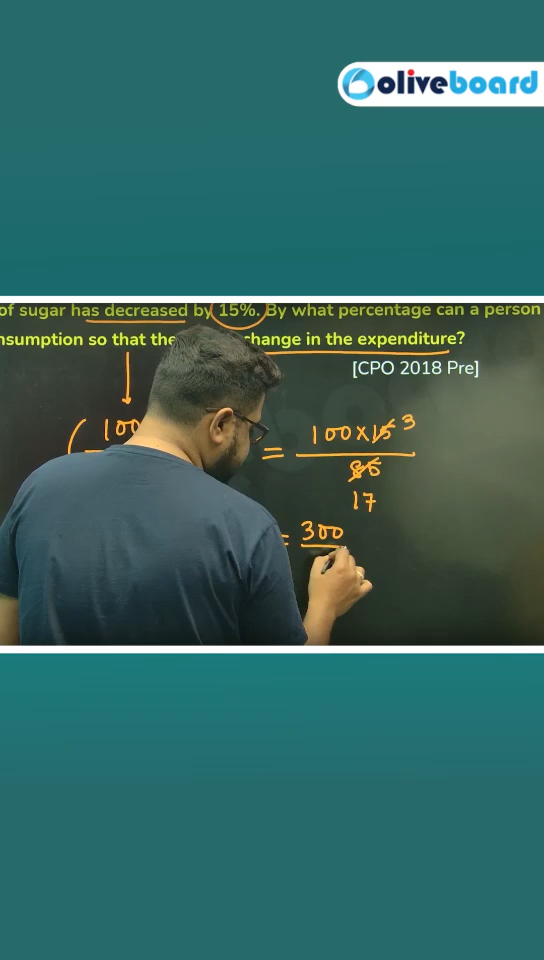 oliveboard
of sugar has decreased by 15%. By what percentage can a person
nsumption so that the change in the expenditure?
[CPO 2018 Pre]
(100 = 100×15 3
85
17
= 300